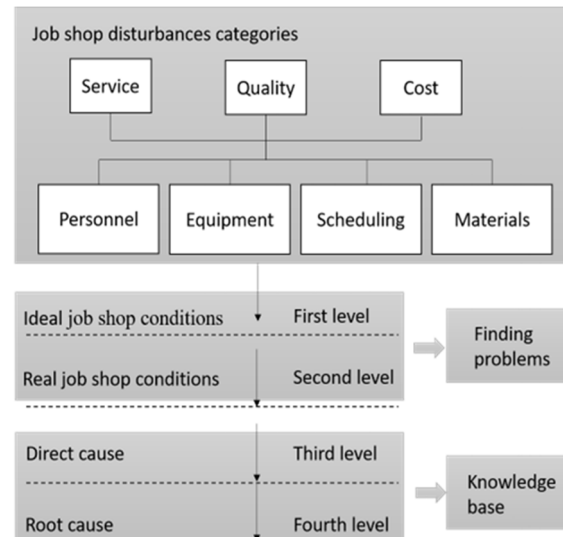 Job shop disturbances categories
Service Quality Cost
Personnel Equipment Scheduling Materials
Ideal job shop conditions First level
Finding
problems
Real job shop conditions Second level
Direct cause Third level
Knowledge
base
Root cause Fourth level